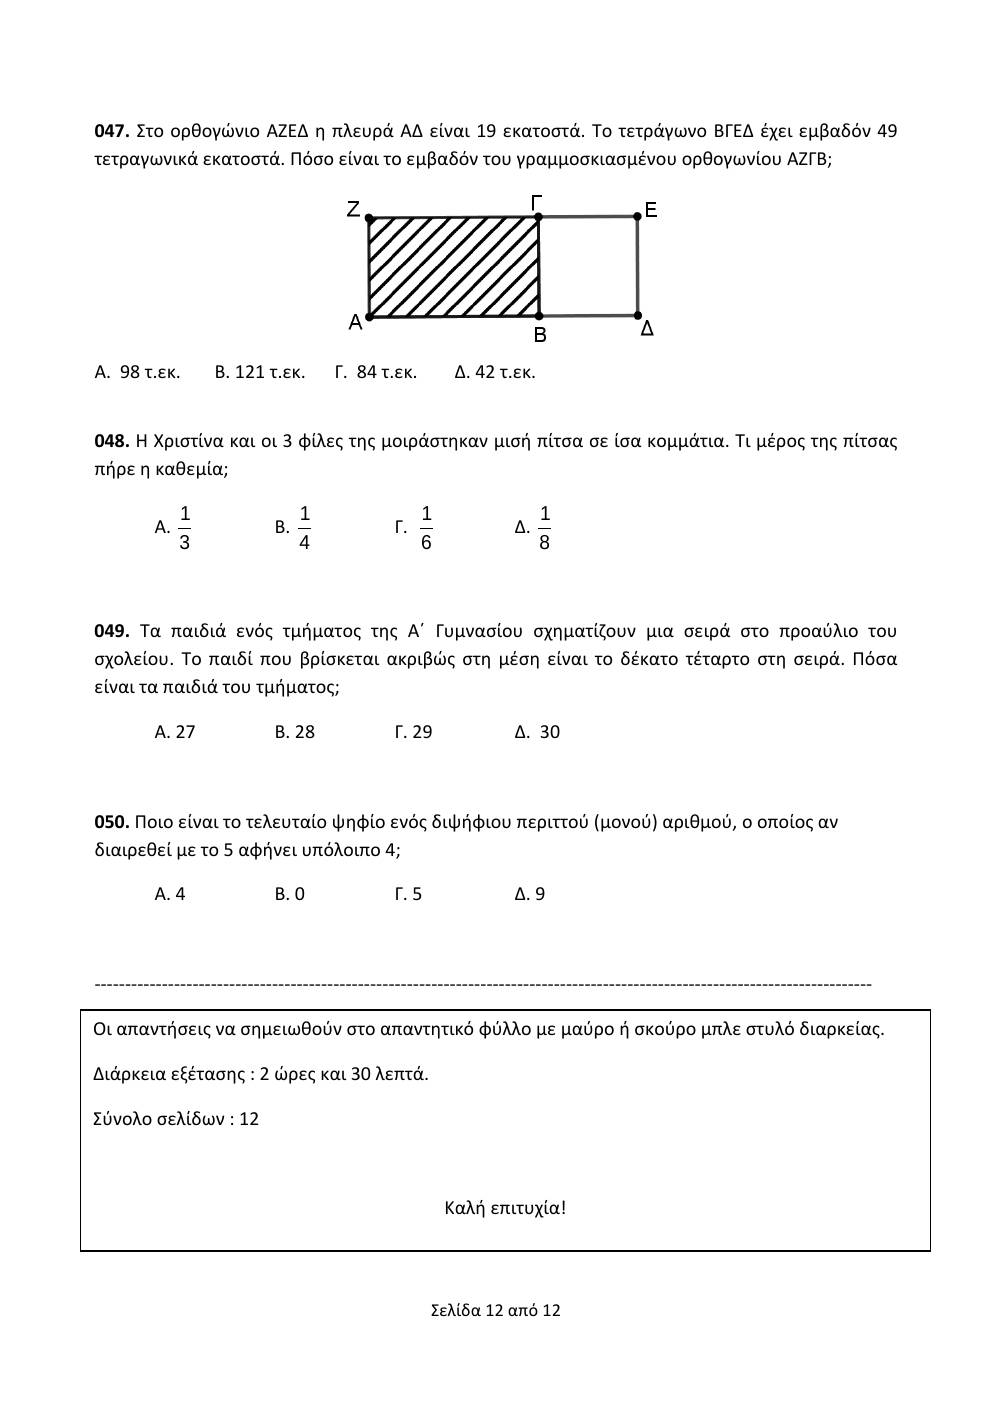 047. Στο ορθογώνιο ΑΖΕΔ η πλευρά ΑΔ είναι 19 εκατοστά. Το τετράγωνο ΒΓΕΔ έχει εμβαδόν 49
τετραγωνικά εκατοστά. Πόσο είναι το εμβαδόν του γραμμοσκιασμένου ορθογωνίου ΑΖΓΒ;
Ζ Γ Ε
Α Β Δ
Α. 98 τ.εκ. Β. 121 τ.εκ. Γ. 84 τ.εκ. Δ. 42 τ.εκ.
048. Η Χριστίνα και οι 3 φίλες της μοιράστηκαν μισή πίτσα σε ίσα κομμάτια. Τι μέρος της πίτσας
πήρε η καθεμία;
Α. 1/3 Β. 1/4 Γ. 1/6 Δ. 1/8
049. Τα παιδιά ενός τμήματος της Α΄ Γυμνασίου σχηματίζουν μια σειρά στο προαύλιο του
σχολείου. Το παιδί που βρίσκεται ακριβώς στη μέση είναι το δέκατο τέταρτο στη σειρά. Πόσα
είναι τα παιδιά του τμήματος;
Α. 27 Β. 28 Γ. 29 Δ. 30
050. Ποιο είναι το τελευταίο ψηφίο ενός διψήφιου περιττού (μονού) αριθμού, ο οποίος αν
διαιρεθεί με το 5 αφήνει υπόλοιπο 4;
Α. 4 Β. 0 Γ. 5 Δ. 9
Οι απαντήσεις να σημειωθούν στο απαντητικό φύλλο με μαύρο ή σκούρο μπλε στυλό διαρκείας.
Διάρκεια εξέτασης : 2 ώρες και 30 λεπτά.
Σύνολο σελίδων : 12
Καλή επιτυχία!
Σελίδα 12 από 12